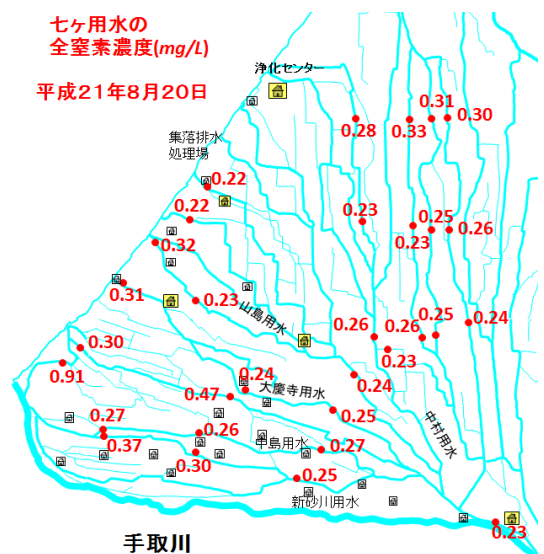 七ヶ用水の
全窒素濃度(mg/L)
平成21年8月20日
浄化センター
0.31
0.30
0.28
0.33
集落排水
処理場
0.22
0.22
0.23
0.25
0.23
0.26
0.32
0.31
0.23
山島用水
0.26
0.26
0.25
0.24
0.23
0.30
0.91
0.24
0.24
大慶寺用水
0.47
0.25
中村用水
0.27
0.37
0.26
中島用水
0.27
0.30
0.25
新砂川用水
0.23
手取川